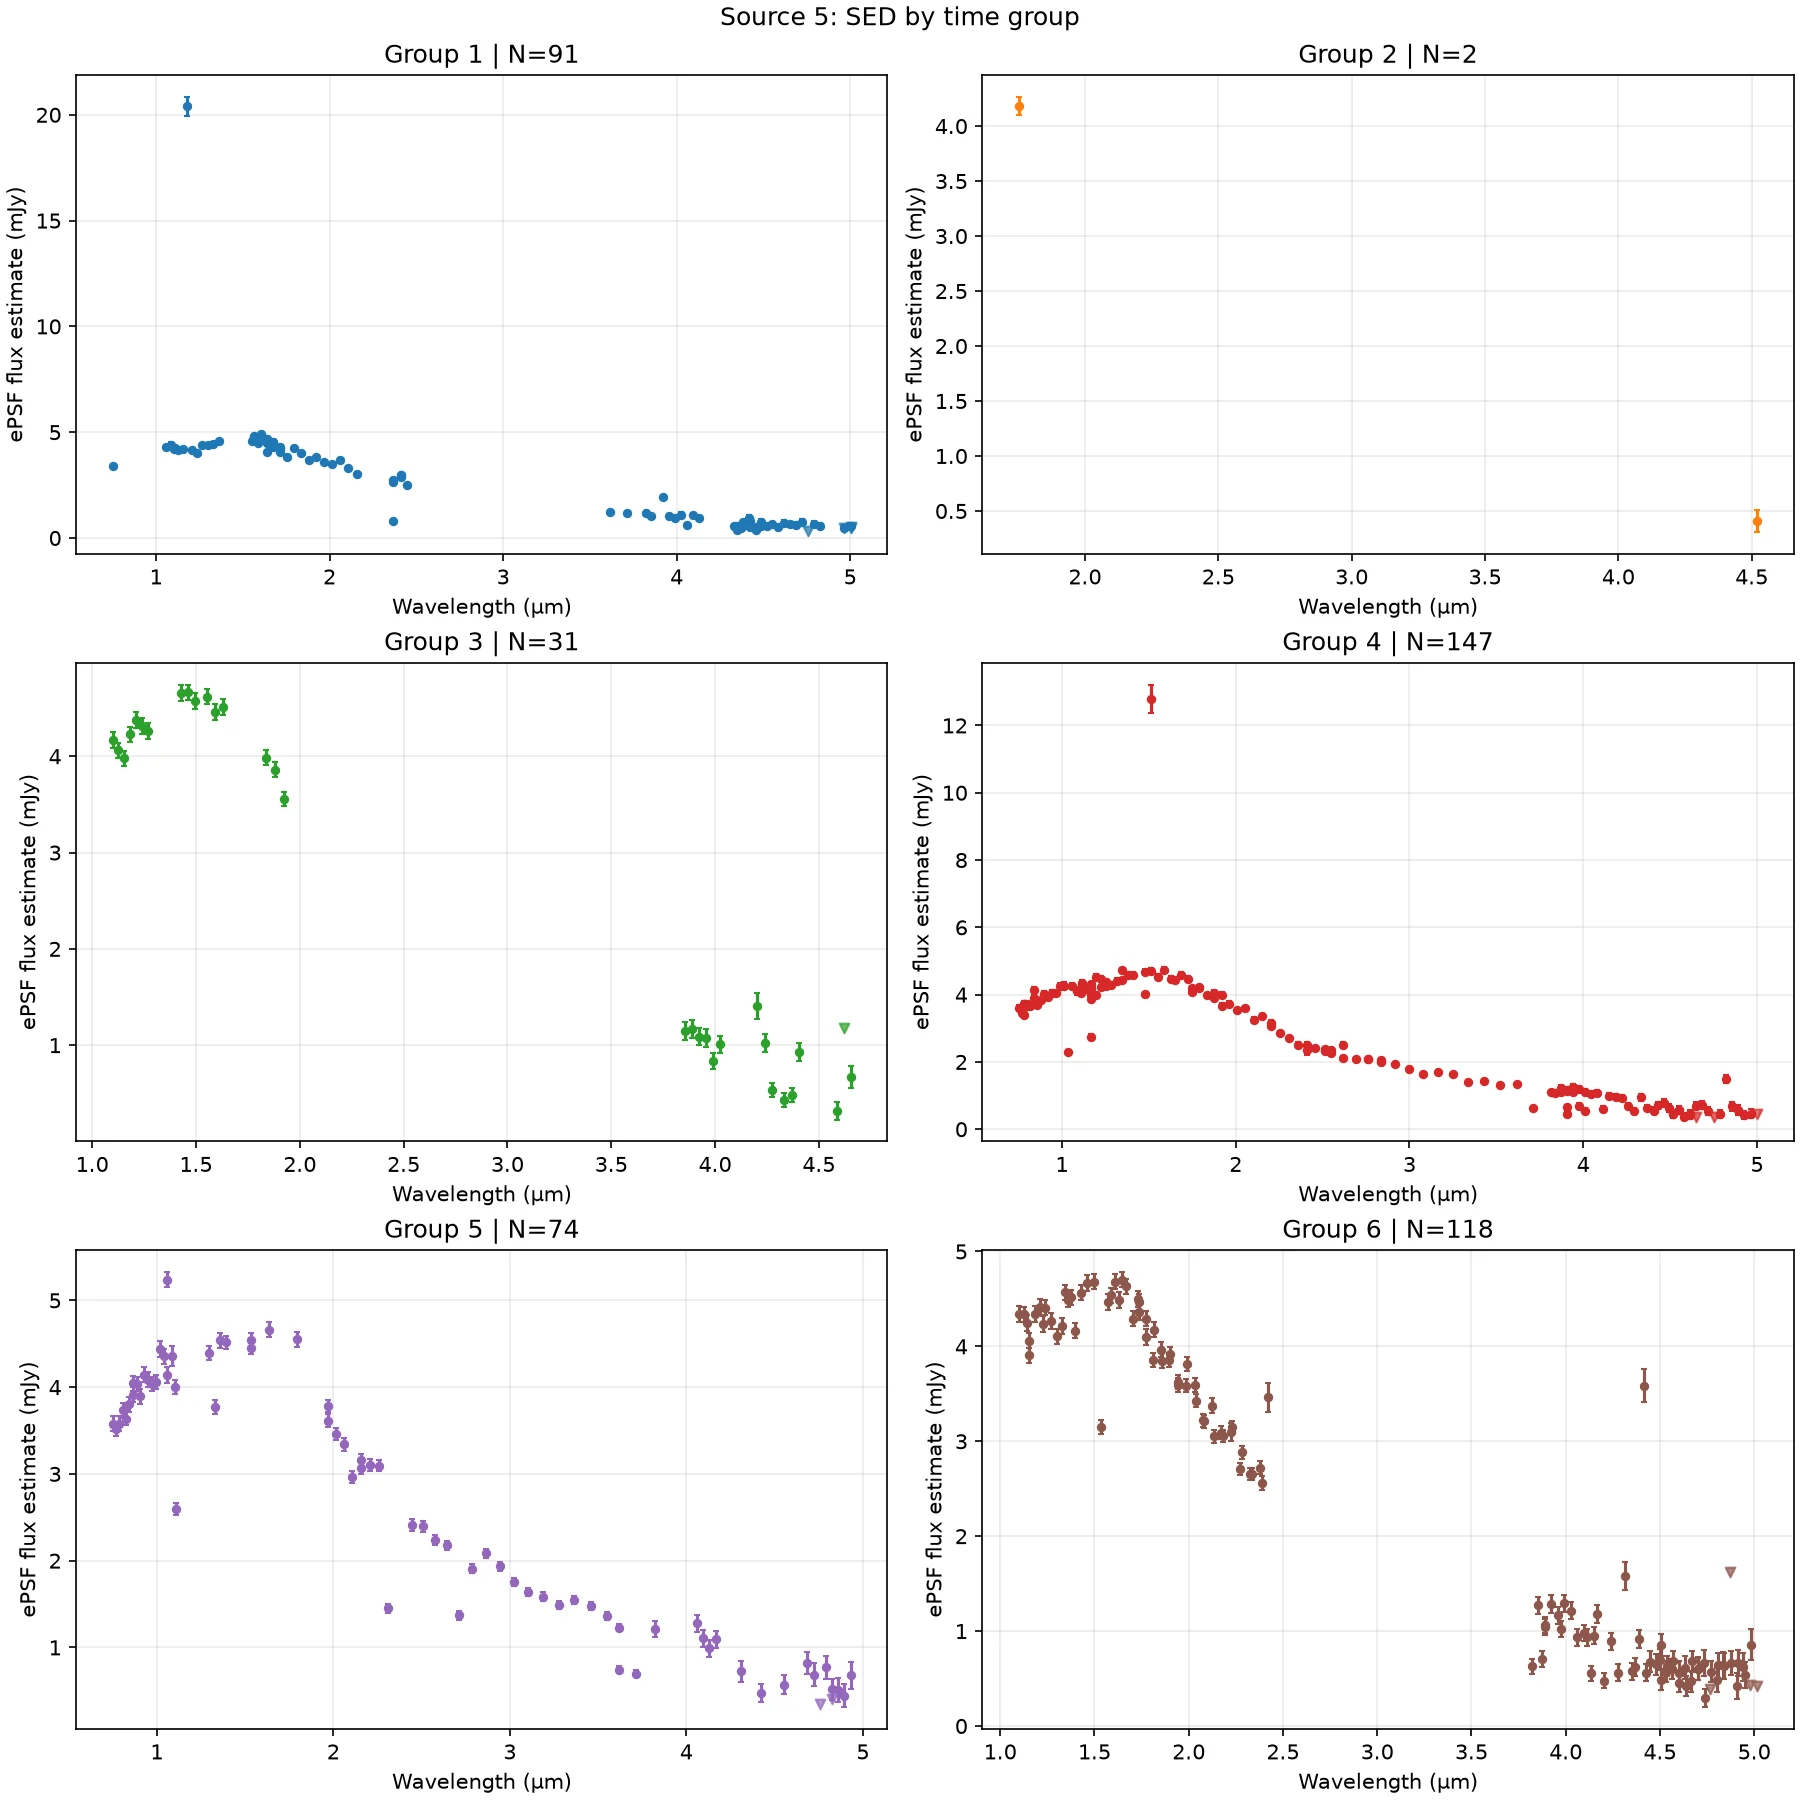 Source 5: SED by time group
Group 1 | N=91
ePSF flux estimate (mJy)
20
15
10
5
0
1 2 3 4 5
Wavelength (μm)
Group 2 | N=2
ePSF flux estimate (mJy)
4.0
3.5
3.0
2.5
2.0
1.5
1.0
0.5
2.0 2.5 3.0 3.5 4.0 4.5
Wavelength (μm)
Group 3 | N=31
ePSF flux estimate (mJy)
4
3
2
1
1.0 1.5 2.0 2.5 3.0 3.5 4.0 4.5
Wavelength (μm)
Group 4 | N=147
ePSF flux estimate (mJy)
12
10
8
6
4
2
0
1 2 3 4 5
Wavelength (μm)
Group 5 | N=74
ePSF flux estimate (mJy)
5
4
3
2
1
1 2 3 4 5
Wavelength (μm)
Group 6 | N=118
ePSF flux estimate (mJy)
5
4
3
2
1
0
1.0 1.5 2.0 2.5 3.0 3.5 4.0 4.5 5.0
Wavelength (μm)